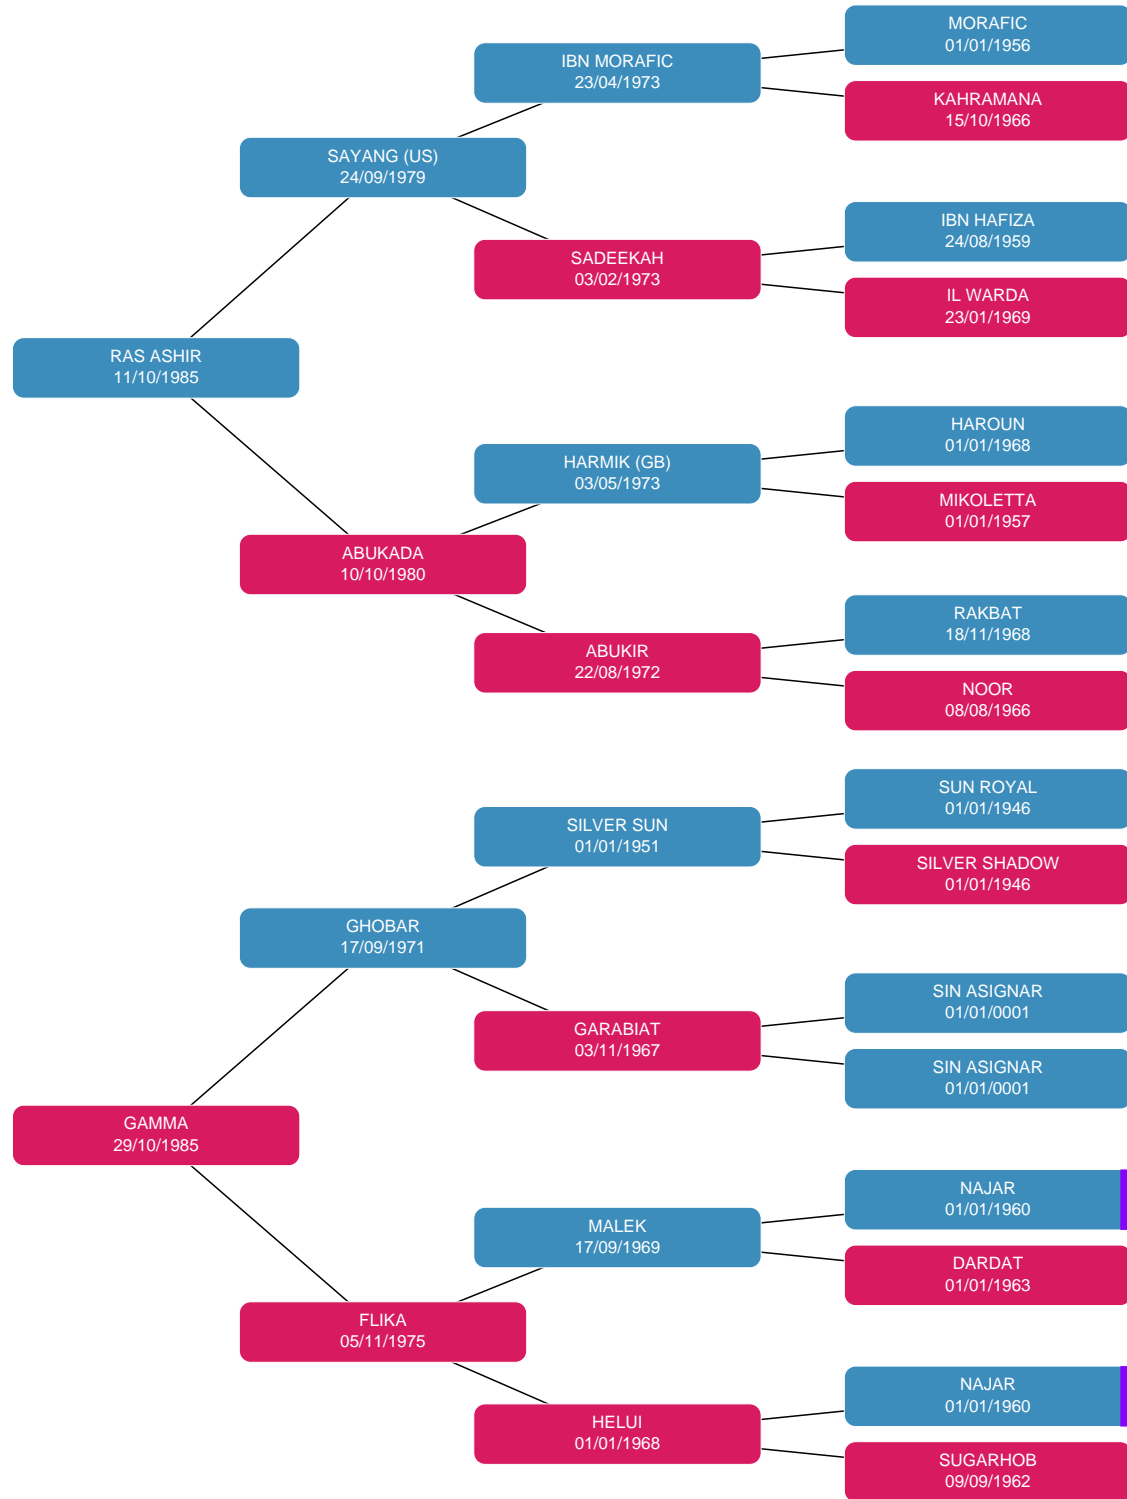 MORAFIC
01/01/1956
IBN MORAFIC
23/04/1973
KAHRAMANA
15/10/1966
SAYANG (US)
24/09/1979
IBN HAFIZA
24/08/1959
SADEEKAH
03/02/1973
IL WARDA
23/01/1969
RAS ASHIR
11/10/1985
HAROUN
01/01/1968
HARMIK (GB)
03/05/1973
MIKOLETTA
01/01/1957
ABUKADA
10/10/1980
RAKBAT
18/11/1968
ABUKIR
22/08/1972
NOOR
08/08/1966
SUN ROYAL
01/01/1946
SILVER SUN
01/01/1951
SILVER SHADOW
01/01/1946
GHOBAR
17/09/1971
SIN ASIGNAR
01/01/0001
GARABIAT
03/11/1967
SIN ASIGNAR
01/01/0001
GAMMA
29/10/1985
NAJAR
01/01/1960
MALEK
17/09/1969
DARDAT
01/01/1963
FLIKA
05/11/1975
NAJAR
01/01/1960
HELUI
01/01/1968
SUGARHOB
09/09/1962